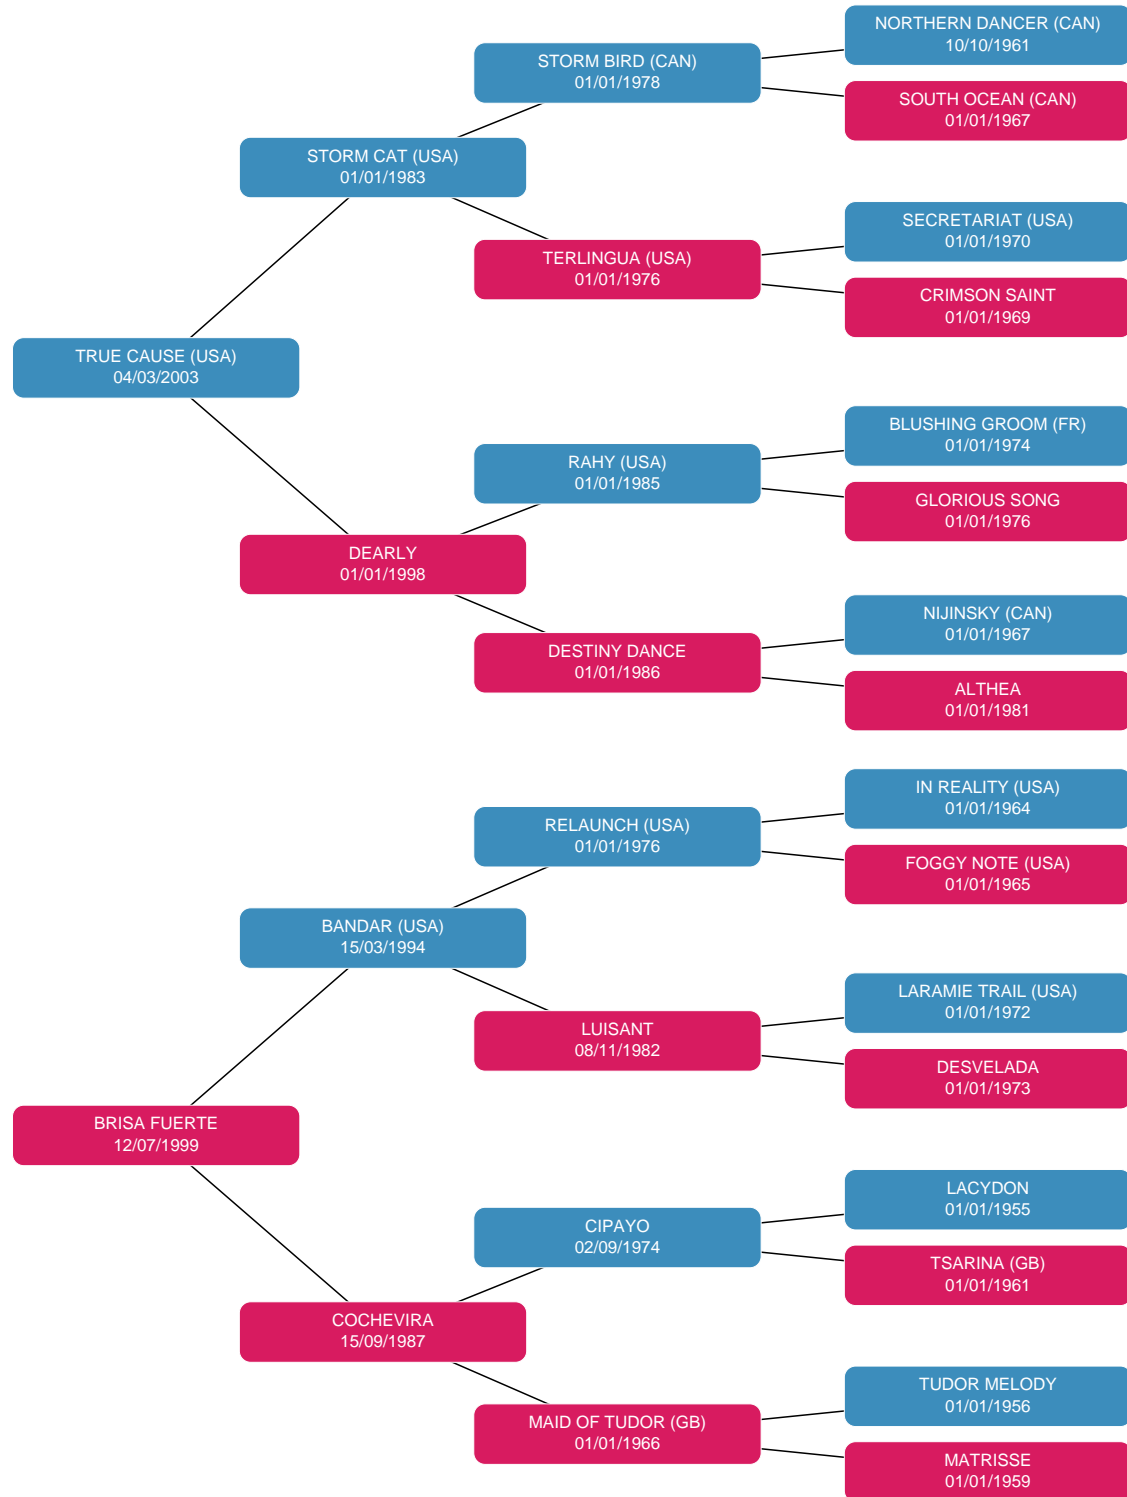 NORTHERN DANCER (CAN)
10/10/1961
STORM BIRD (CAN)
01/01/1978
SOUTH OCEAN (CAN)
01/01/1967
STORM CAT (USA)
01/01/1983
SECRETARIAT (USA)
01/01/1970
TERLINGUA (USA)
01/01/1976
CRIMSON SAINT
01/01/1969
TRUE CAUSE (USA)
04/03/2003
BLUSHING GROOM (FR)
01/01/1974
RAHY (USA)
01/01/1985
GLORIOUS SONG
01/01/1976
DEARLY
01/01/1998
NIJINSKY (CAN)
01/01/1967
DESTINY DANCE
01/01/1986
ALTHEA
01/01/1981
IN REALITY (USA)
01/01/1964
RELAUNCH (USA)
01/01/1976
FOGGY NOTE (USA)
01/01/1965
BANDAR (USA)
15/03/1994
LARAMIE TRAIL (USA)
01/01/1972
LUISANT
08/11/1982
DESVELADA
01/01/1973
BRISA FUERTE
12/07/1999
LACYDON
01/01/1955
CIPAYO
02/09/1974
TSARINA (GB)
01/01/1961
COCHEVIRA
15/09/1987
TUDOR MELODY
01/01/1956
MAID OF TUDOR (GB)
01/01/1966
MATRISSE
01/01/1959